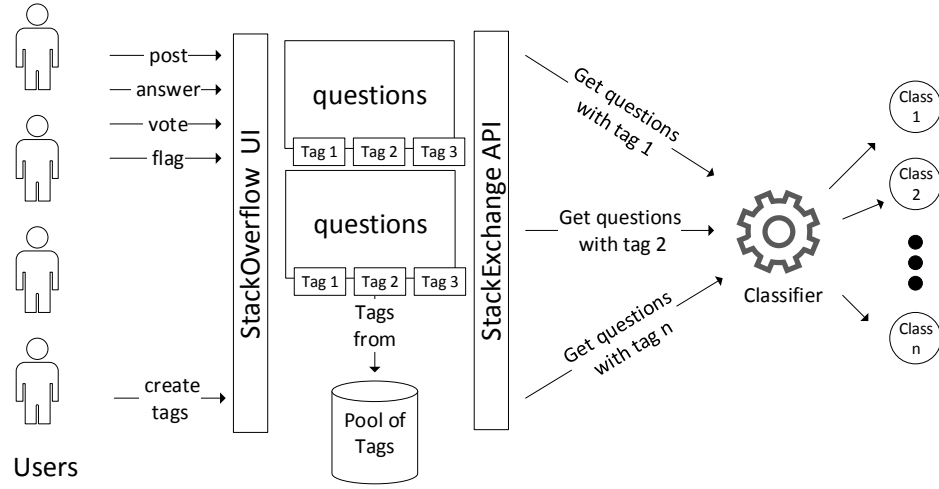 post
answer
vote
flag
create
tags
Users
StackOverflow UI
questions
Tag 1
Tag 2
Tag 3
questions
Tag 1
Tag 2
Tag 3
Tags
from
Pool of
Tags
StackExchange API
Get questions
with tag 1
Get questions
with tag 2
Get questions
with tag n
Classifier
Class
1
Class
2
Class
n